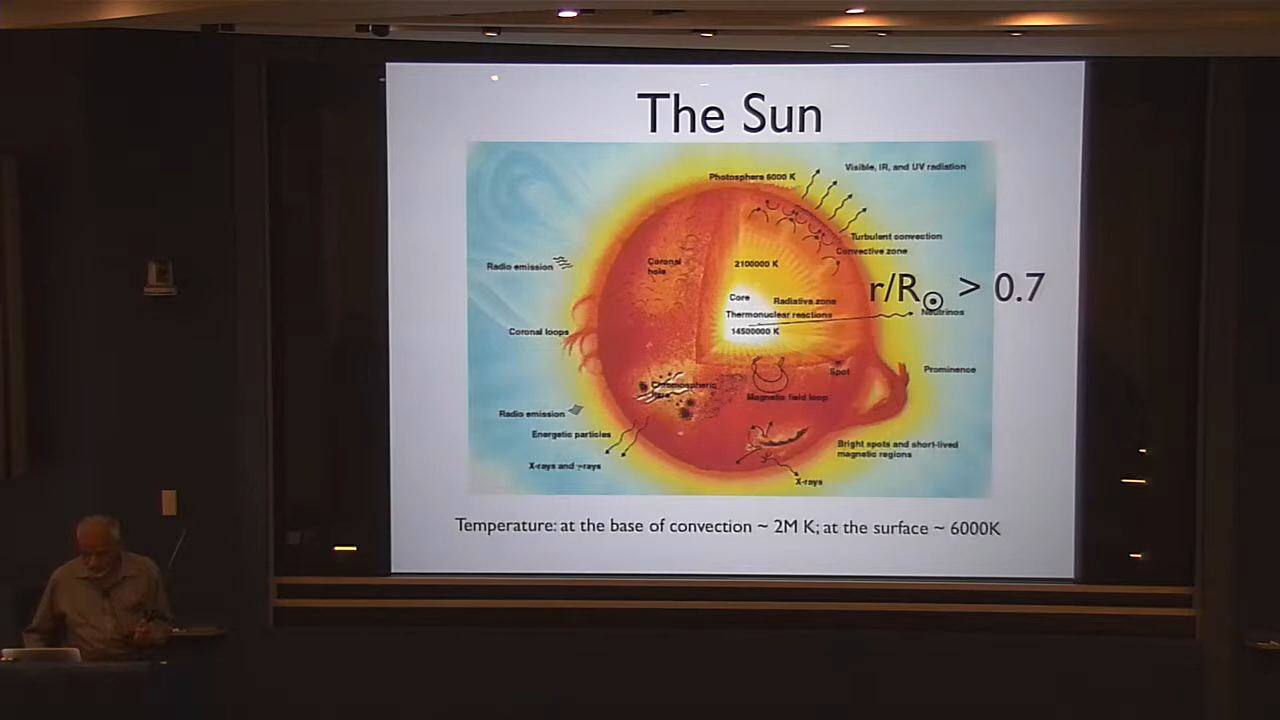 The Sun
Visible, IR, and UV radiation
Photosphere 6000 K
Turbulent convection
Convective zone
Radio emission
Coronal
hole
2100000 K
r/R☉ > 0.7
Core
Radiative zone
Neutrinos
Thermonuclear reactions
14500000 K
Coronal loops
Spot
Prominence
Chromospheric
Magnetic field loop
Radio emission
Energetic particles
Bright spots and short-lived
magnetic regions
X-rays and γ-rays
X-rays
Temperature: at the base of convection ~ 2M K; at the surface ~ 6000K